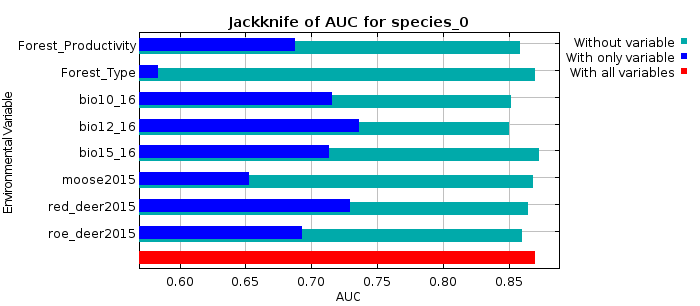 Jackknife of AUC for species_0
Environmental Variable
Forest_Productivity
Forest_Type
bio10_16
bio12_16
bio15_16
moose2015
red_deer2015
roe_deer2015
Without variable
With only variable
With all variables
0.60 0.65 0.70 0.75 0.80 0.85
AUC